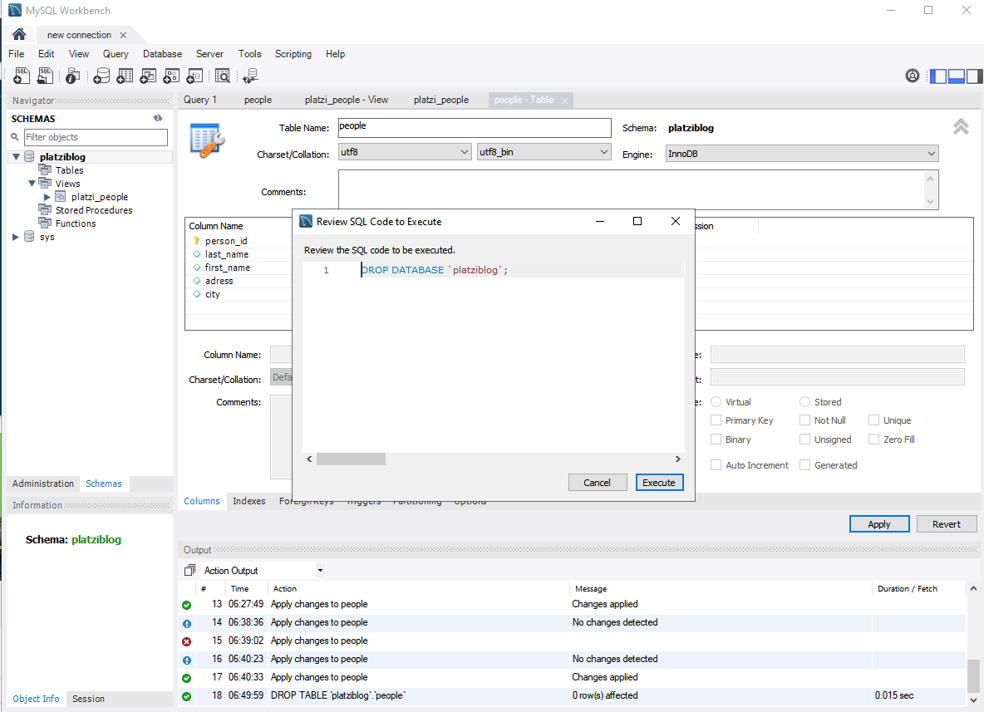 MySQL Workbench
new connection
File Edit View Query Database Server Tools Scripting Help
Navigator
SCHEMAS
Filter objects
platziblog
Tables
Views
platzi_people
Stored Procedures
Functions
sys
Administration Schemas
Information
Schema: platziblog
Object Info Session
Query 1 people platzi_people - View platzi_people people - Table
Table Name: people Schema: platziblog
Charset/Collation: utf8 utf8_bin Engine: InnoDB
Comments:
Column Name ssion
person_id
last_name
first_name
adress
city
Column Name: e:
Charset/Collation: Defa t:
Comments: e: Virtual Stored
Primary Key Not Null Unique
Binary Unsigned Zero Fill
Auto Increment Generated
Review SQL Code to Execute
Review the SQL code to be executed.
1 DROP DATABASE `platziblog`;
Cancel Execute
Columns Indexes Foreign Keys Triggers Partitioning Options
Apply Revert
Output
Action Output
# Time Action Message Duration / Fetch
13 06:27:49 Apply changes to people Changes applied
14 06:38:36 Apply changes to people No changes detected
15 06:39:02 Apply changes to people
16 06:40:23 Apply changes to people No changes detected
17 06:40:33 Apply changes to people Changes applied
18 06:49:59 DROP TABLE `platziblog`.`people` 0 row(s) affected 0.015 sec